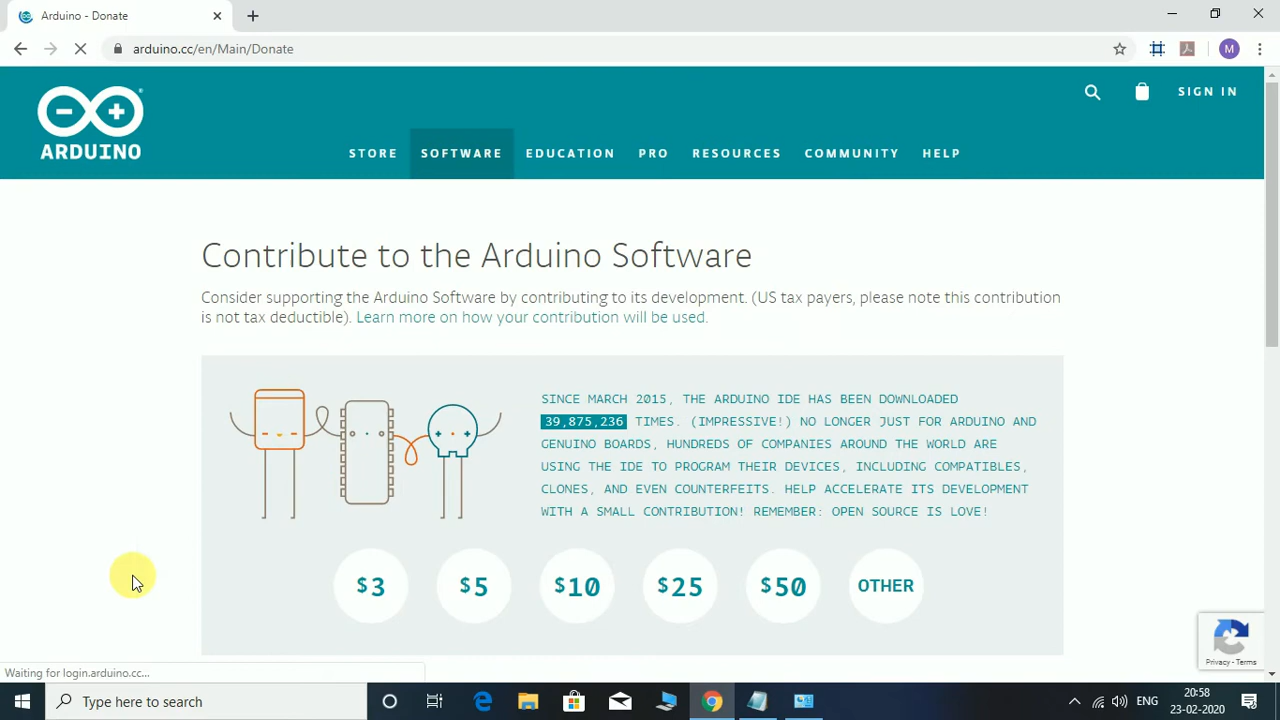 Arduino - Donate
arduino.cc/en/Main/Donate
M
SIGN IN
ARDUINO
STORE SOFTWARE EDUCATION PRO RESOURCES COMMUNITY HELP
Contribute to the Arduino Software
Consider supporting the Arduino Software by contributing to its development. (US tax payers, please note this contribution
is not tax deductible). Learn more on how your contribution will be used.
SINCE MARCH 2015, THE ARDUINO IDE HAS BEEN DOWNLOADED
39,875,236 TIMES. (IMPRESSIVE!) NO LONGER JUST FOR ARDUINO AND
GENUINO BOARDS, HUNDREDS OF COMPANIES AROUND THE WORLD ARE
USING THE IDE TO PROGRAM THEIR DEVICES, INCLUDING COMPATIBLES,
CLONES, AND EVEN COUNTERFEITS. HELP ACCELERATE ITS DEVELOPMENT
WITH A SMALL CONTRIBUTION! REMEMBER: OPEN SOURCE IS LOVE!
$3 $5 $10 $25 $50 OTHER
Privacy - Terms
Waiting for login.arduino.cc...
Type here to search
ENG
20:58
23-02-2020